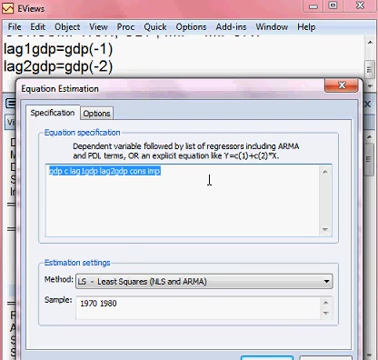 EViews
File Edit Object View Proc Quick Options Add-ins Window Help
lag1gdp=gdp(-1)
lag2gdp=gdp(-2)
Equation Estimation
Specification Options
Equation specification
Dependent variable followed by list of regressors including ARMA
and PDL terms, OR an explicit equation like Y=c(1)+c(2)*X.
gdp c lag1gdp lag2gdp cons imp
Estimation settings
Method: LS - Least Squares (NLS and ARMA)
Sample: 1970 1980